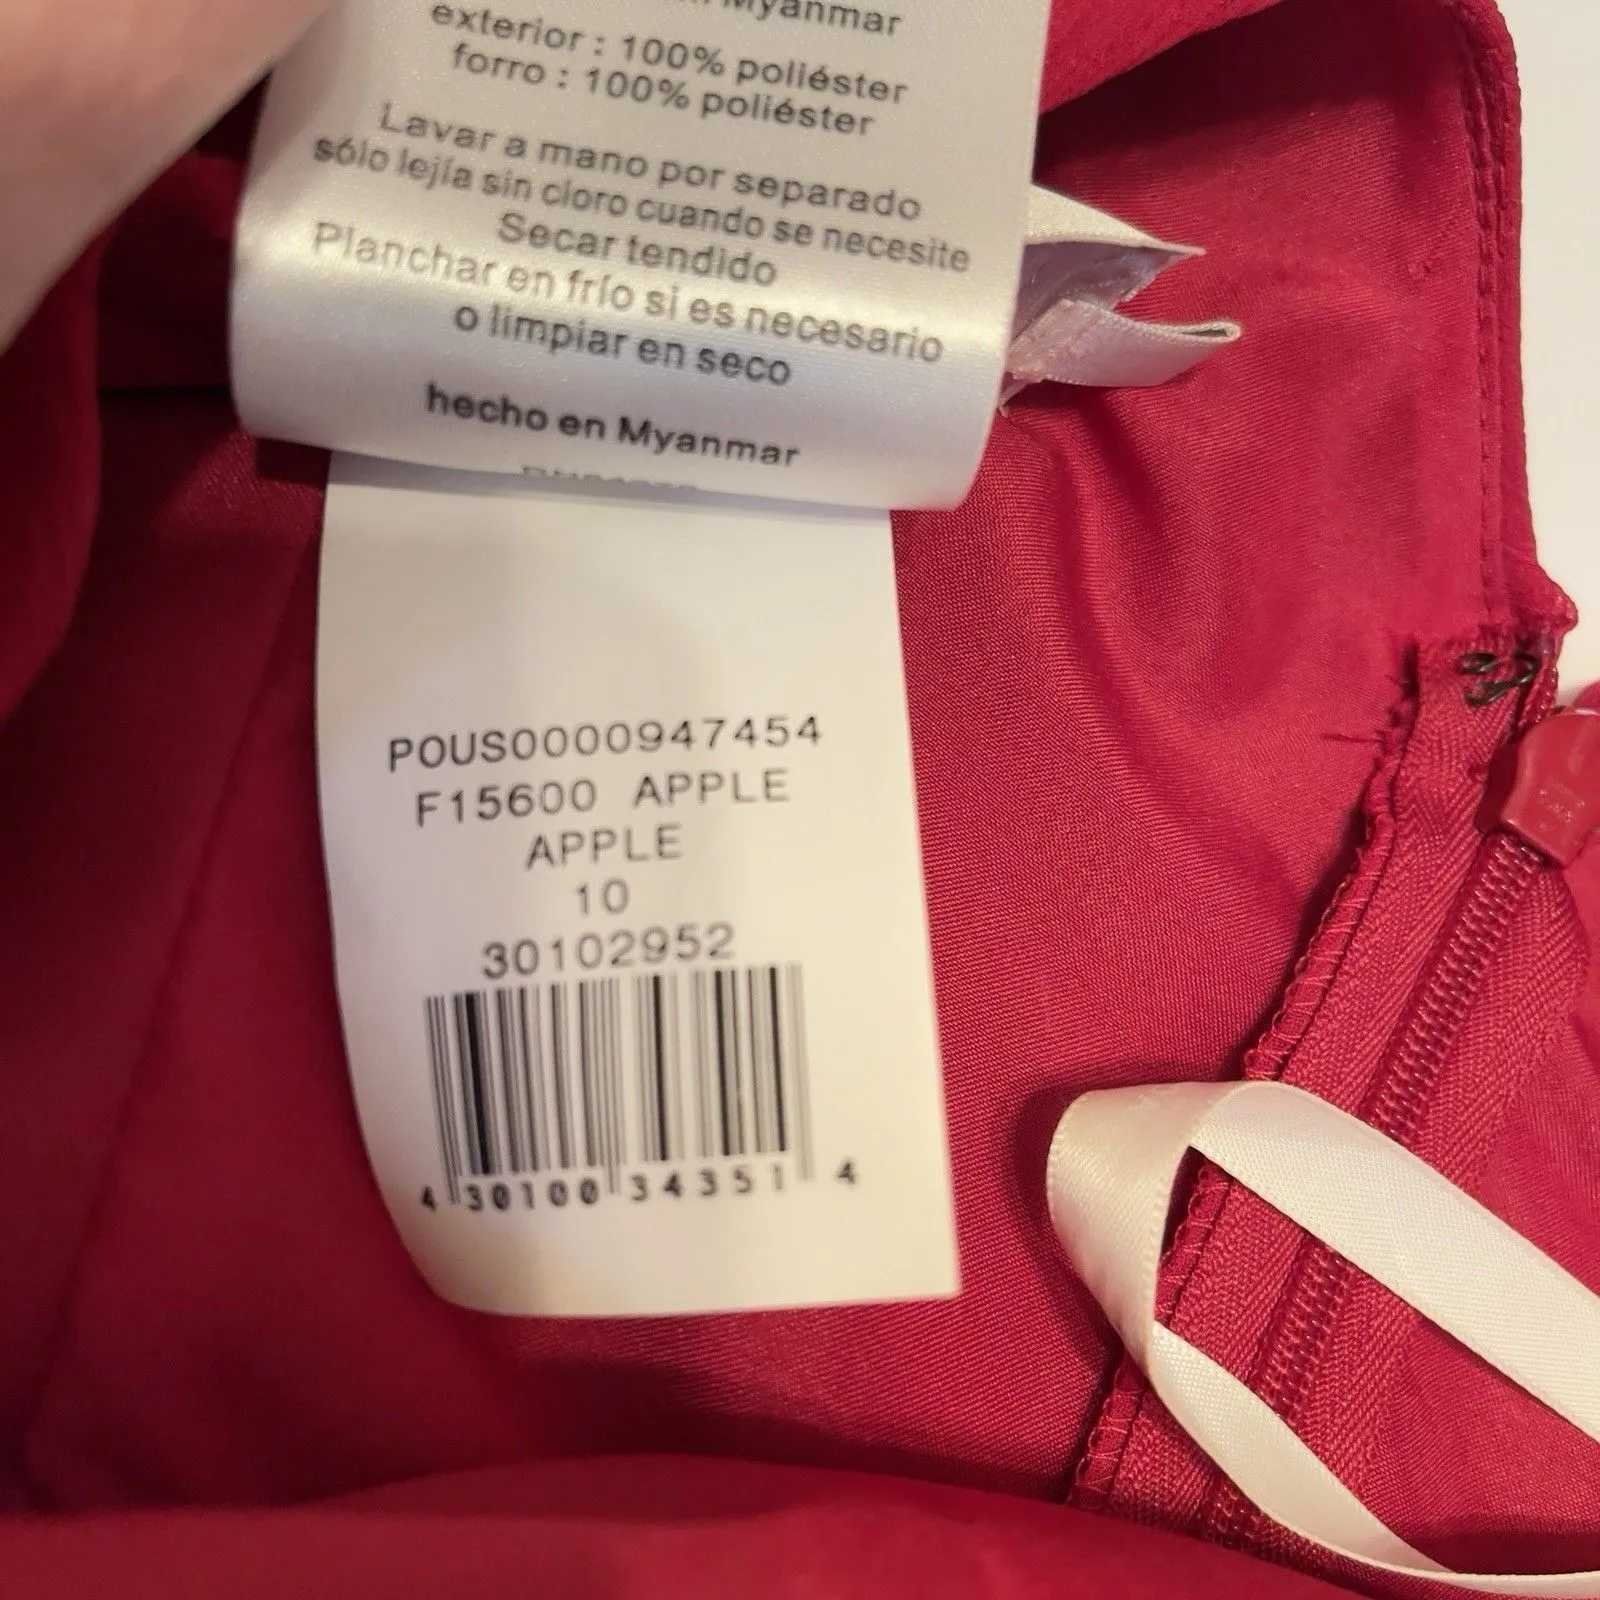 Myanmar
exterior : 100% poliéster
forro : 100% poliéster
Lavar a mano por separado
sólo lejía sin cloro cuando se necesite
Secar tendido
Planchar en frío si es necesario
o limpiar en seco
hecho en Myanmar
POUS0000947454
F15600 APPLE
APPLE
10
30102952
4 30100 34351 4